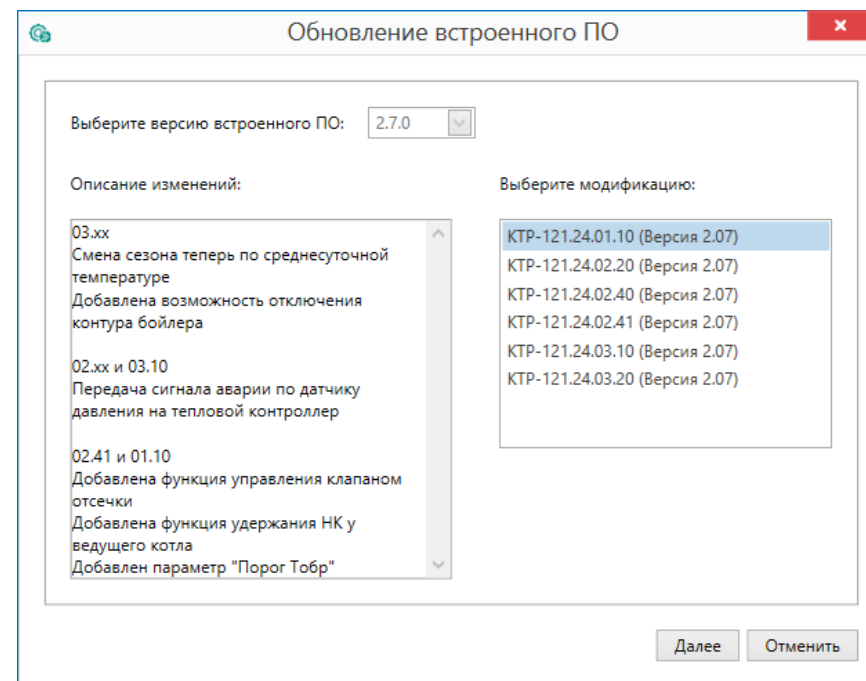 Обновление встроенного ПО
Выберите версию встроенного ПО: 2.7.0
Описание изменений:
03.xx
Смена сезона теперь по среднесуточной
температуре
Добавлена возможность отключения
контура бойлера
02.xx и 03.10
Передача сигнала аварии по датчику
давления на тепловой контроллер
02.41 и 01.10
Добавлена функция управления клапаном
отсечки
Добавлена функция удержания НК у
ведущего котла
Добавлен параметр "Порог Тобр"
Выберите модификацию:
КТР-121.24.01.10 (Версия 2.07)
КТР-121.24.02.20 (Версия 2.07)
КТР-121.24.02.40 (Версия 2.07)
КТР-121.24.02.41 (Версия 2.07)
КТР-121.24.03.10 (Версия 2.07)
КТР-121.24.03.20 (Версия 2.07)
Далее Отменить